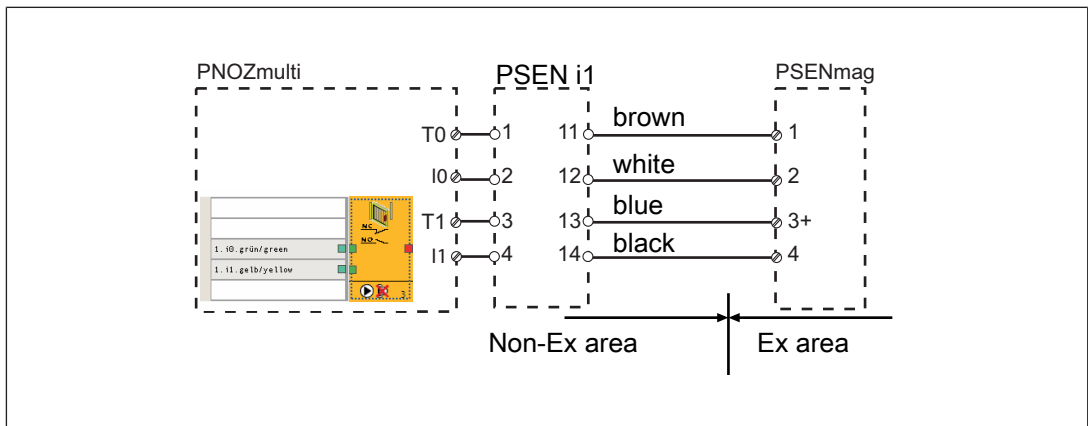 PNOZmulti PSEN i1 PSENmag
T0 1 11 brown 1
I0 2 12 white 2
T1 3 13 blue 3+
I1 4 14 black 4
NC
NO
1.i0.grün/green
1.i1.gelb/yellow
3
Non-Ex area Ex area